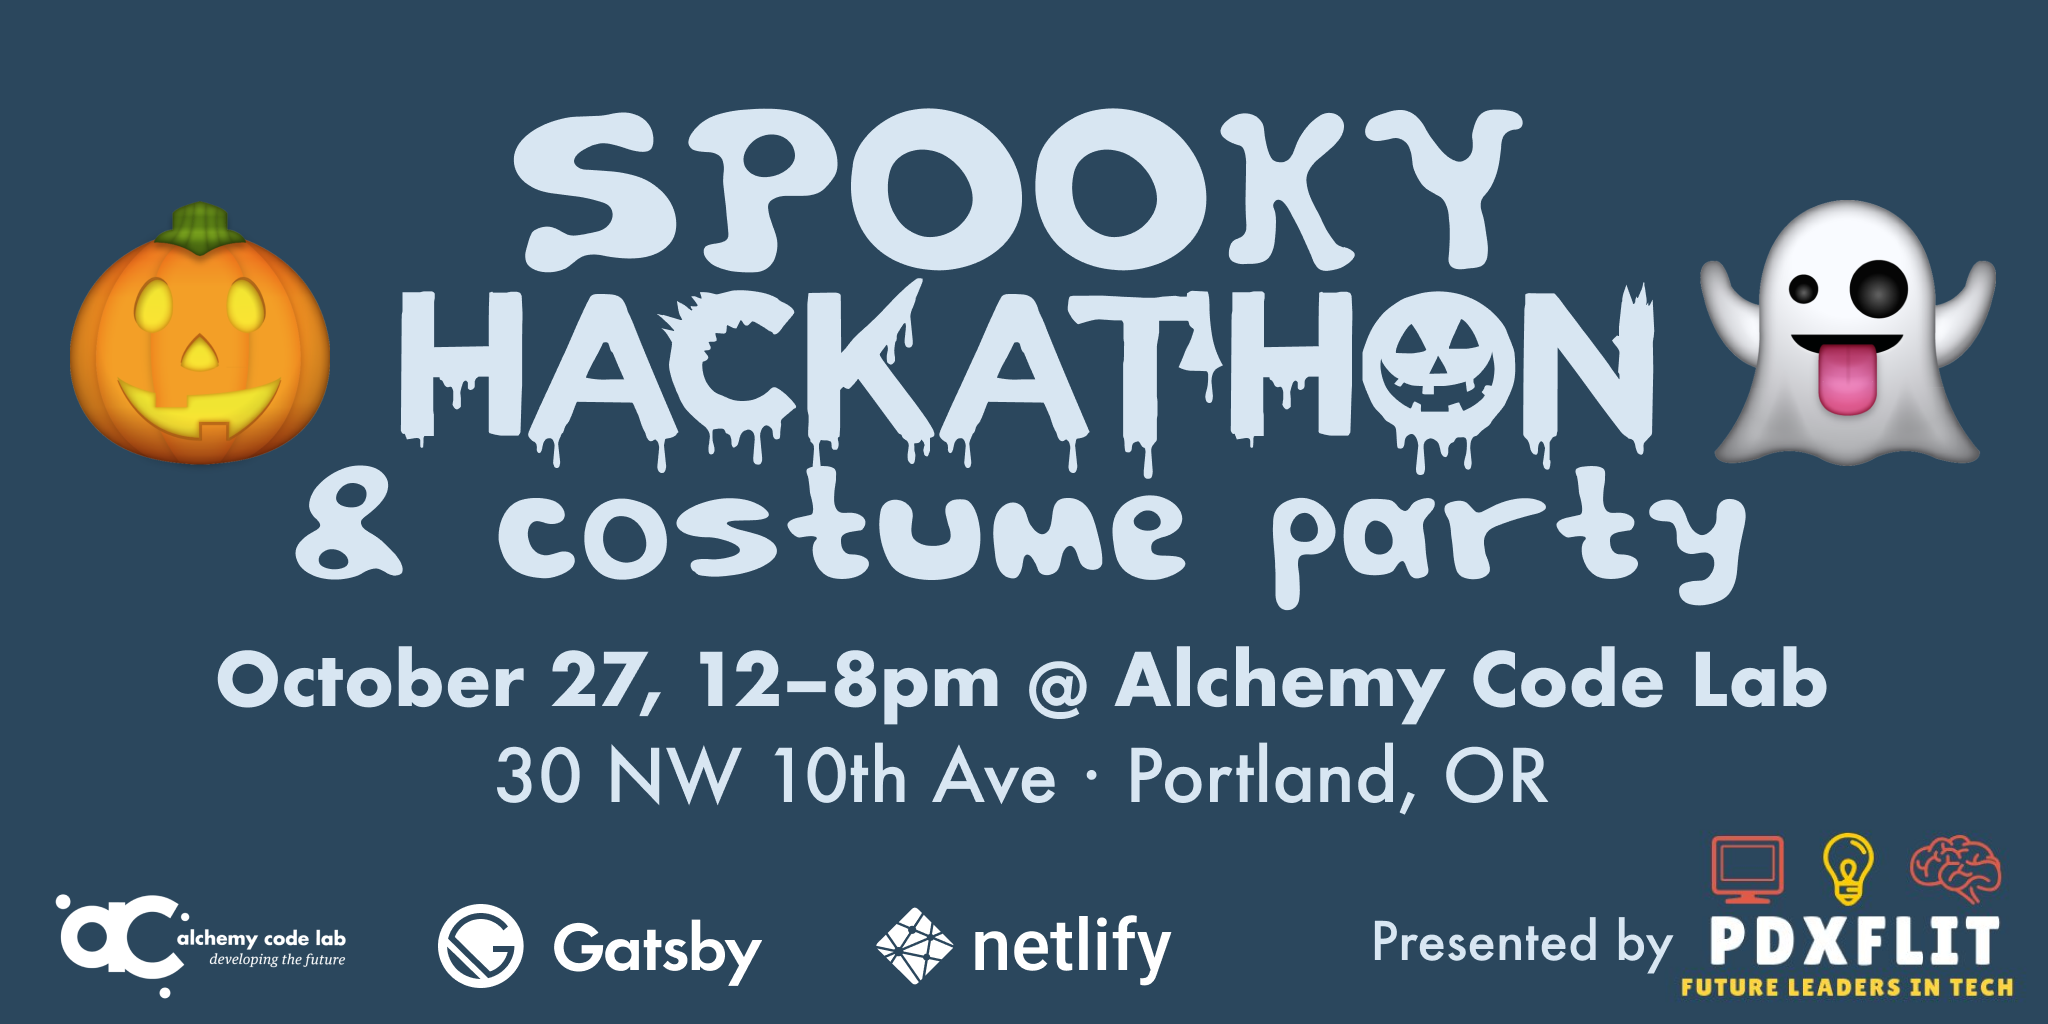 SPOOKY
HACKATHON
& costume party
October 27, 12–8pm @ Alchemy Code Lab
30 NW 10th Ave · Portland, OR
ac alchemy code lab
developing the future
Gatsby
netlify
Presented by PDXFLIT
FUTURE LEADERS IN TECH